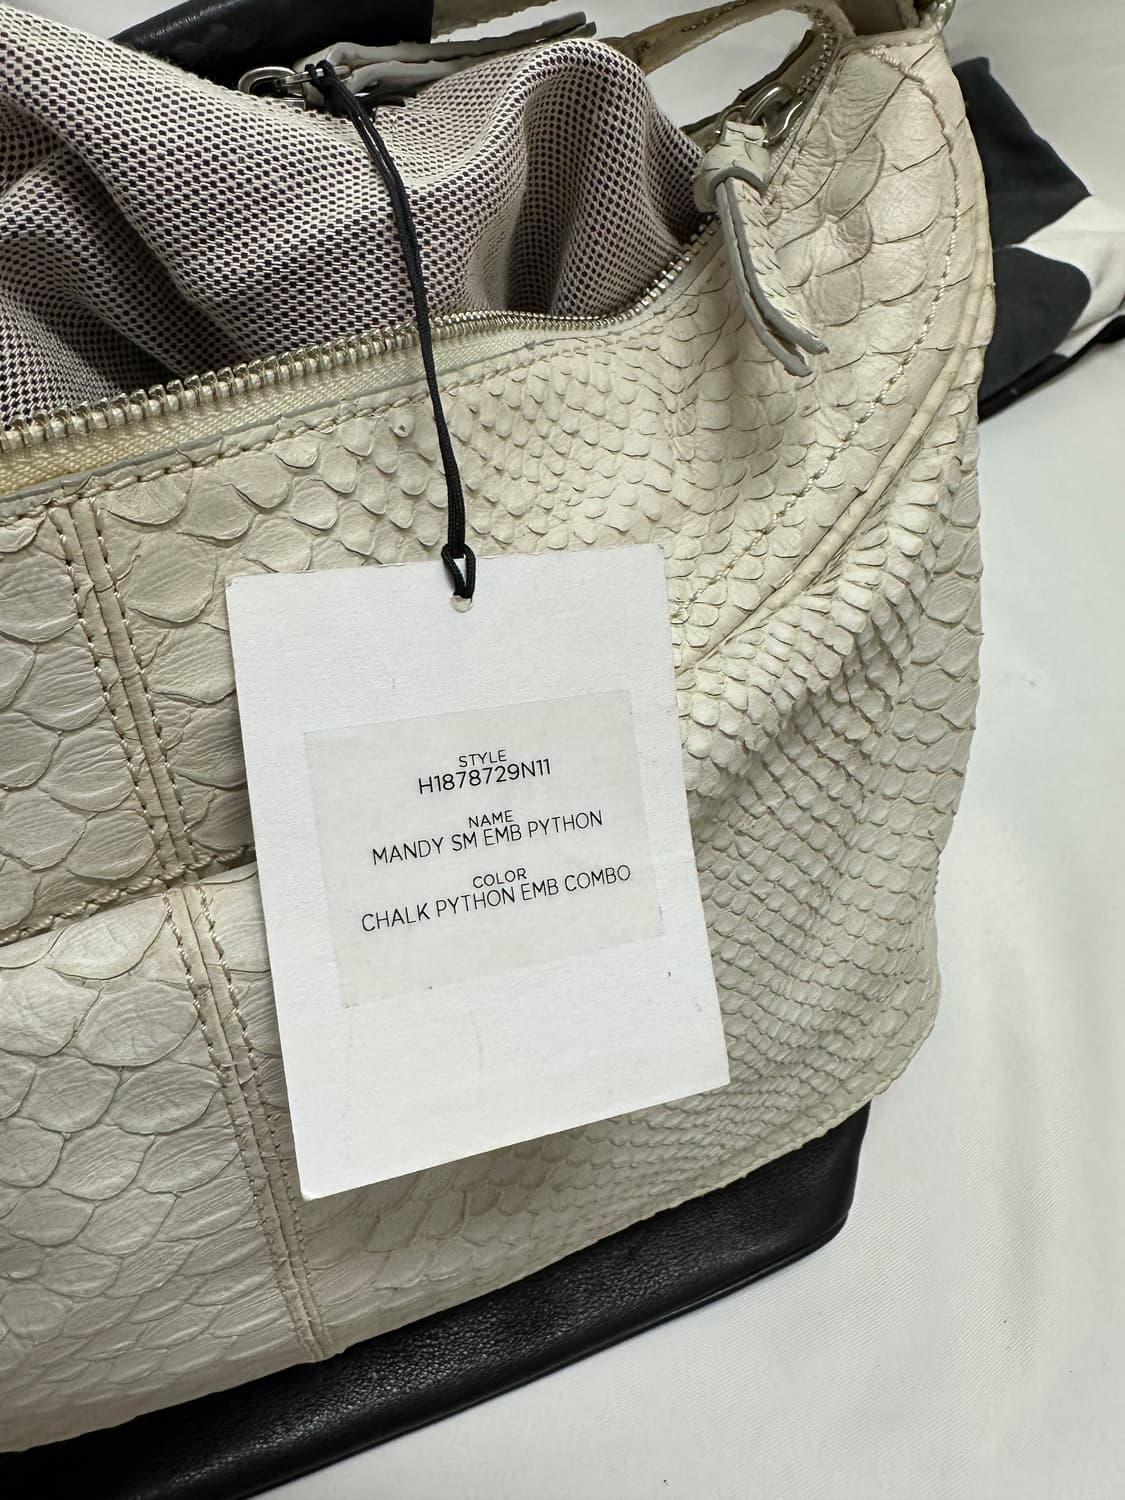 STYLE
H1878729N11
NAME
MANDY SM EMB PYTHON
COLOR
CHALK PYTHON EMB COMBO